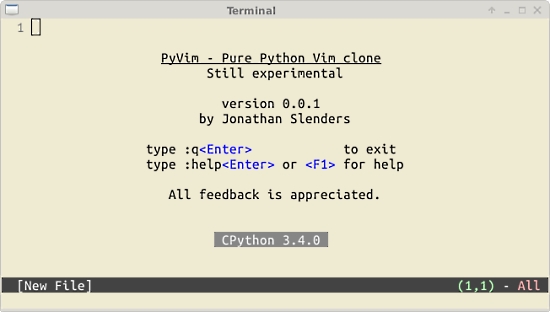 Terminal
1
PyVim - Pure Python Vim clone
Still experimental
version 0.0.1
by Jonathan Slenders
type :q<Enter> to exit
type :help<Enter> or <F1> for help
All feedback is appreciated.
CPython 3.4.0
[New File] (1,1) - All